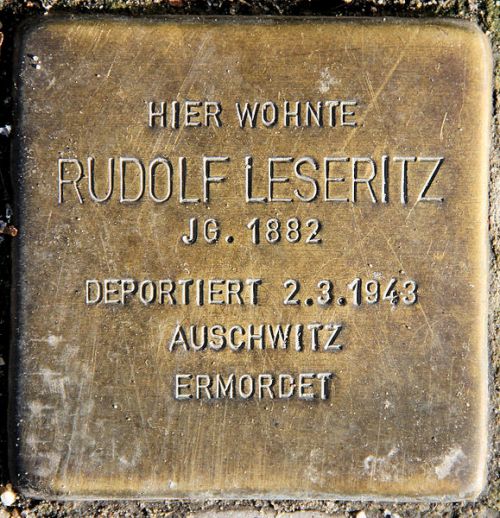 HIER WOHNTE
RUDOLF LESERITZ
JG. 1882
DEPORTIERT 2.3.1943
AUSCHWITZ
ERMORDET